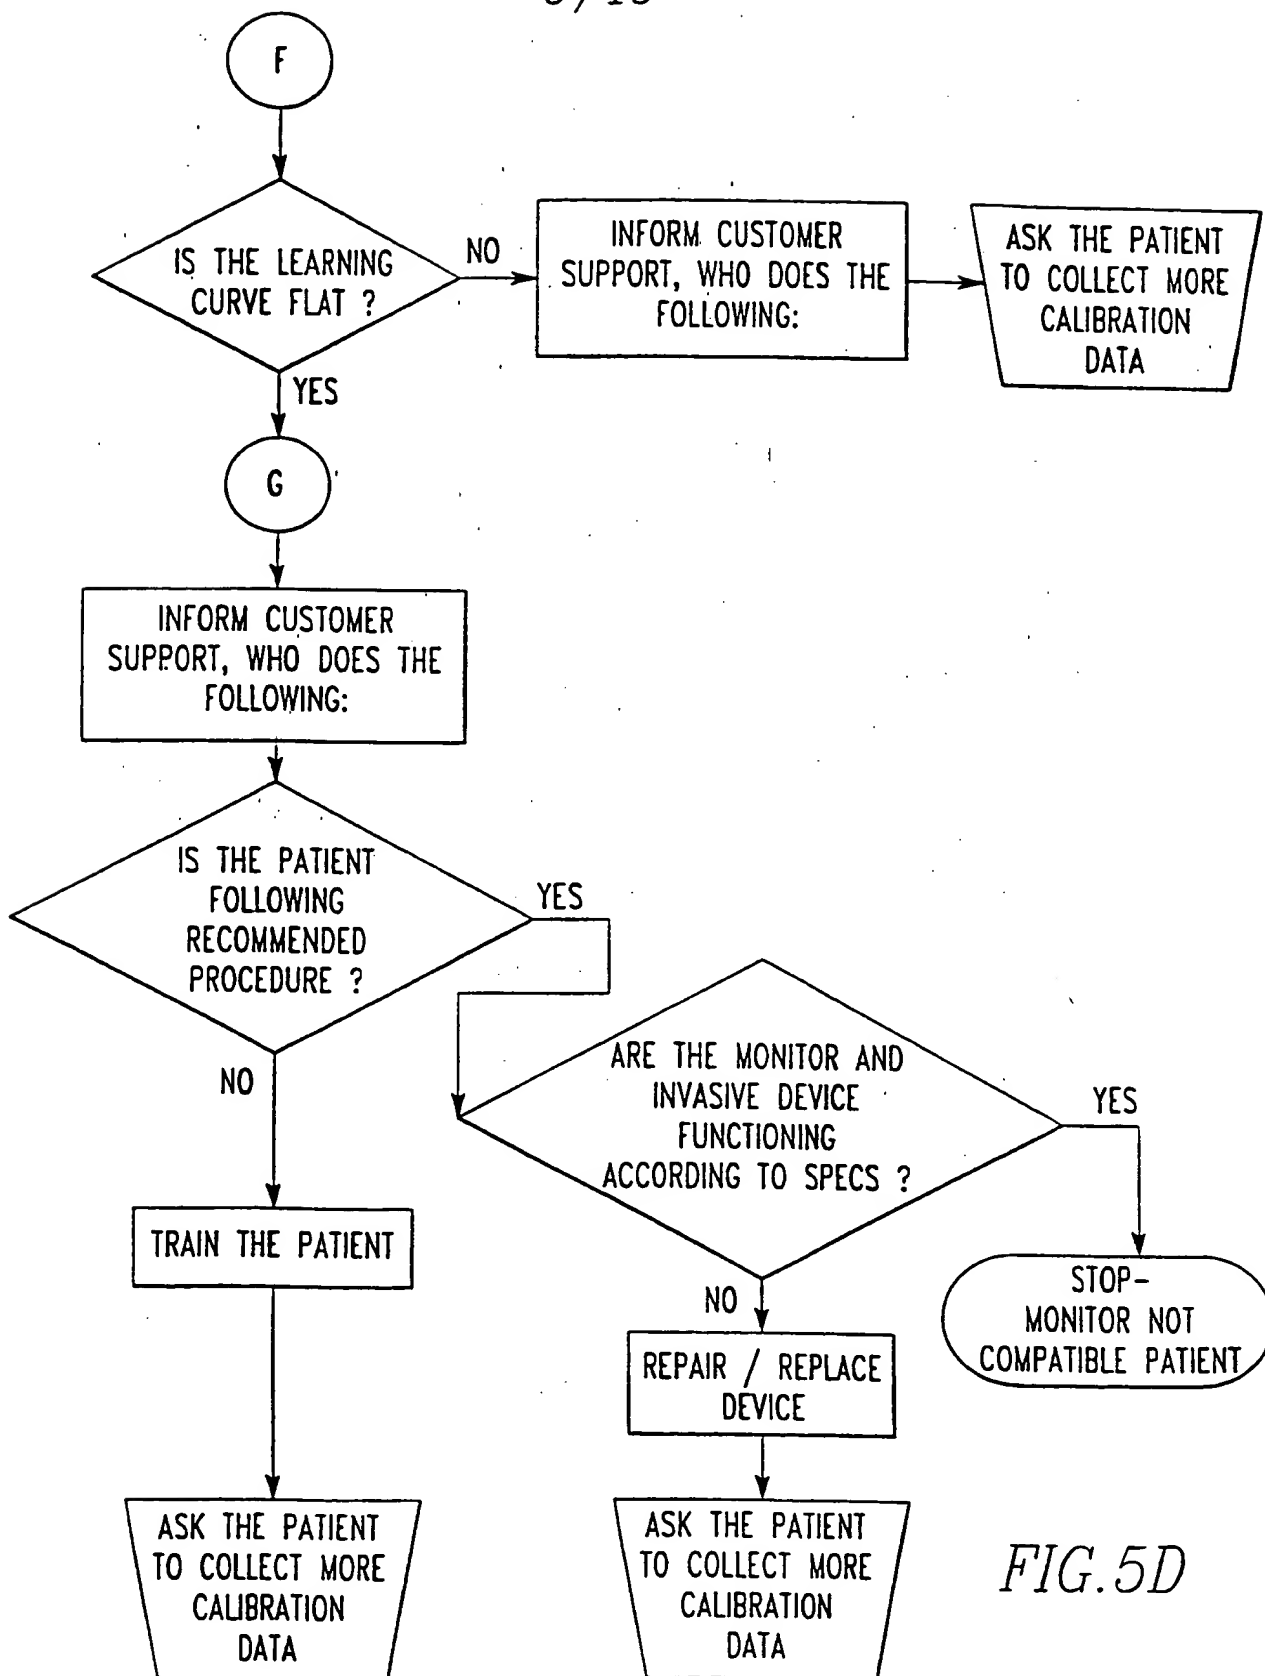 F
IS THE LEARNING
CURVE FLAT ?
NO
INFORM CUSTOMER
SUPPORT, WHO DOES THE
FOLLOWING:
ASK THE PATIENT
TO COLLECT MORE
CALIBRATION
DATA
YES
G
INFORM CUSTOMER
SUPPORT, WHO DOES THE
FOLLOWING:
IS THE PATIENT
FOLLOWING
RECOMMENDED
PROCEDURE ?
YES
NO
ARE THE MONITOR AND
INVASIVE DEVICE
FUNCTIONING
ACCORDING TO SPECS ?
YES
TRAIN THE PATIENT
NO
STOP-
MONITOR NOT
COMPATIBLE PATIENT
REPAIR / REPLACE
DEVICE
ASK THE PATIENT
TO COLLECT MORE
CALIBRATION
DATA
ASK THE PATIENT
TO COLLECT MORE
CALIBRATION
DATA
FIG.5D